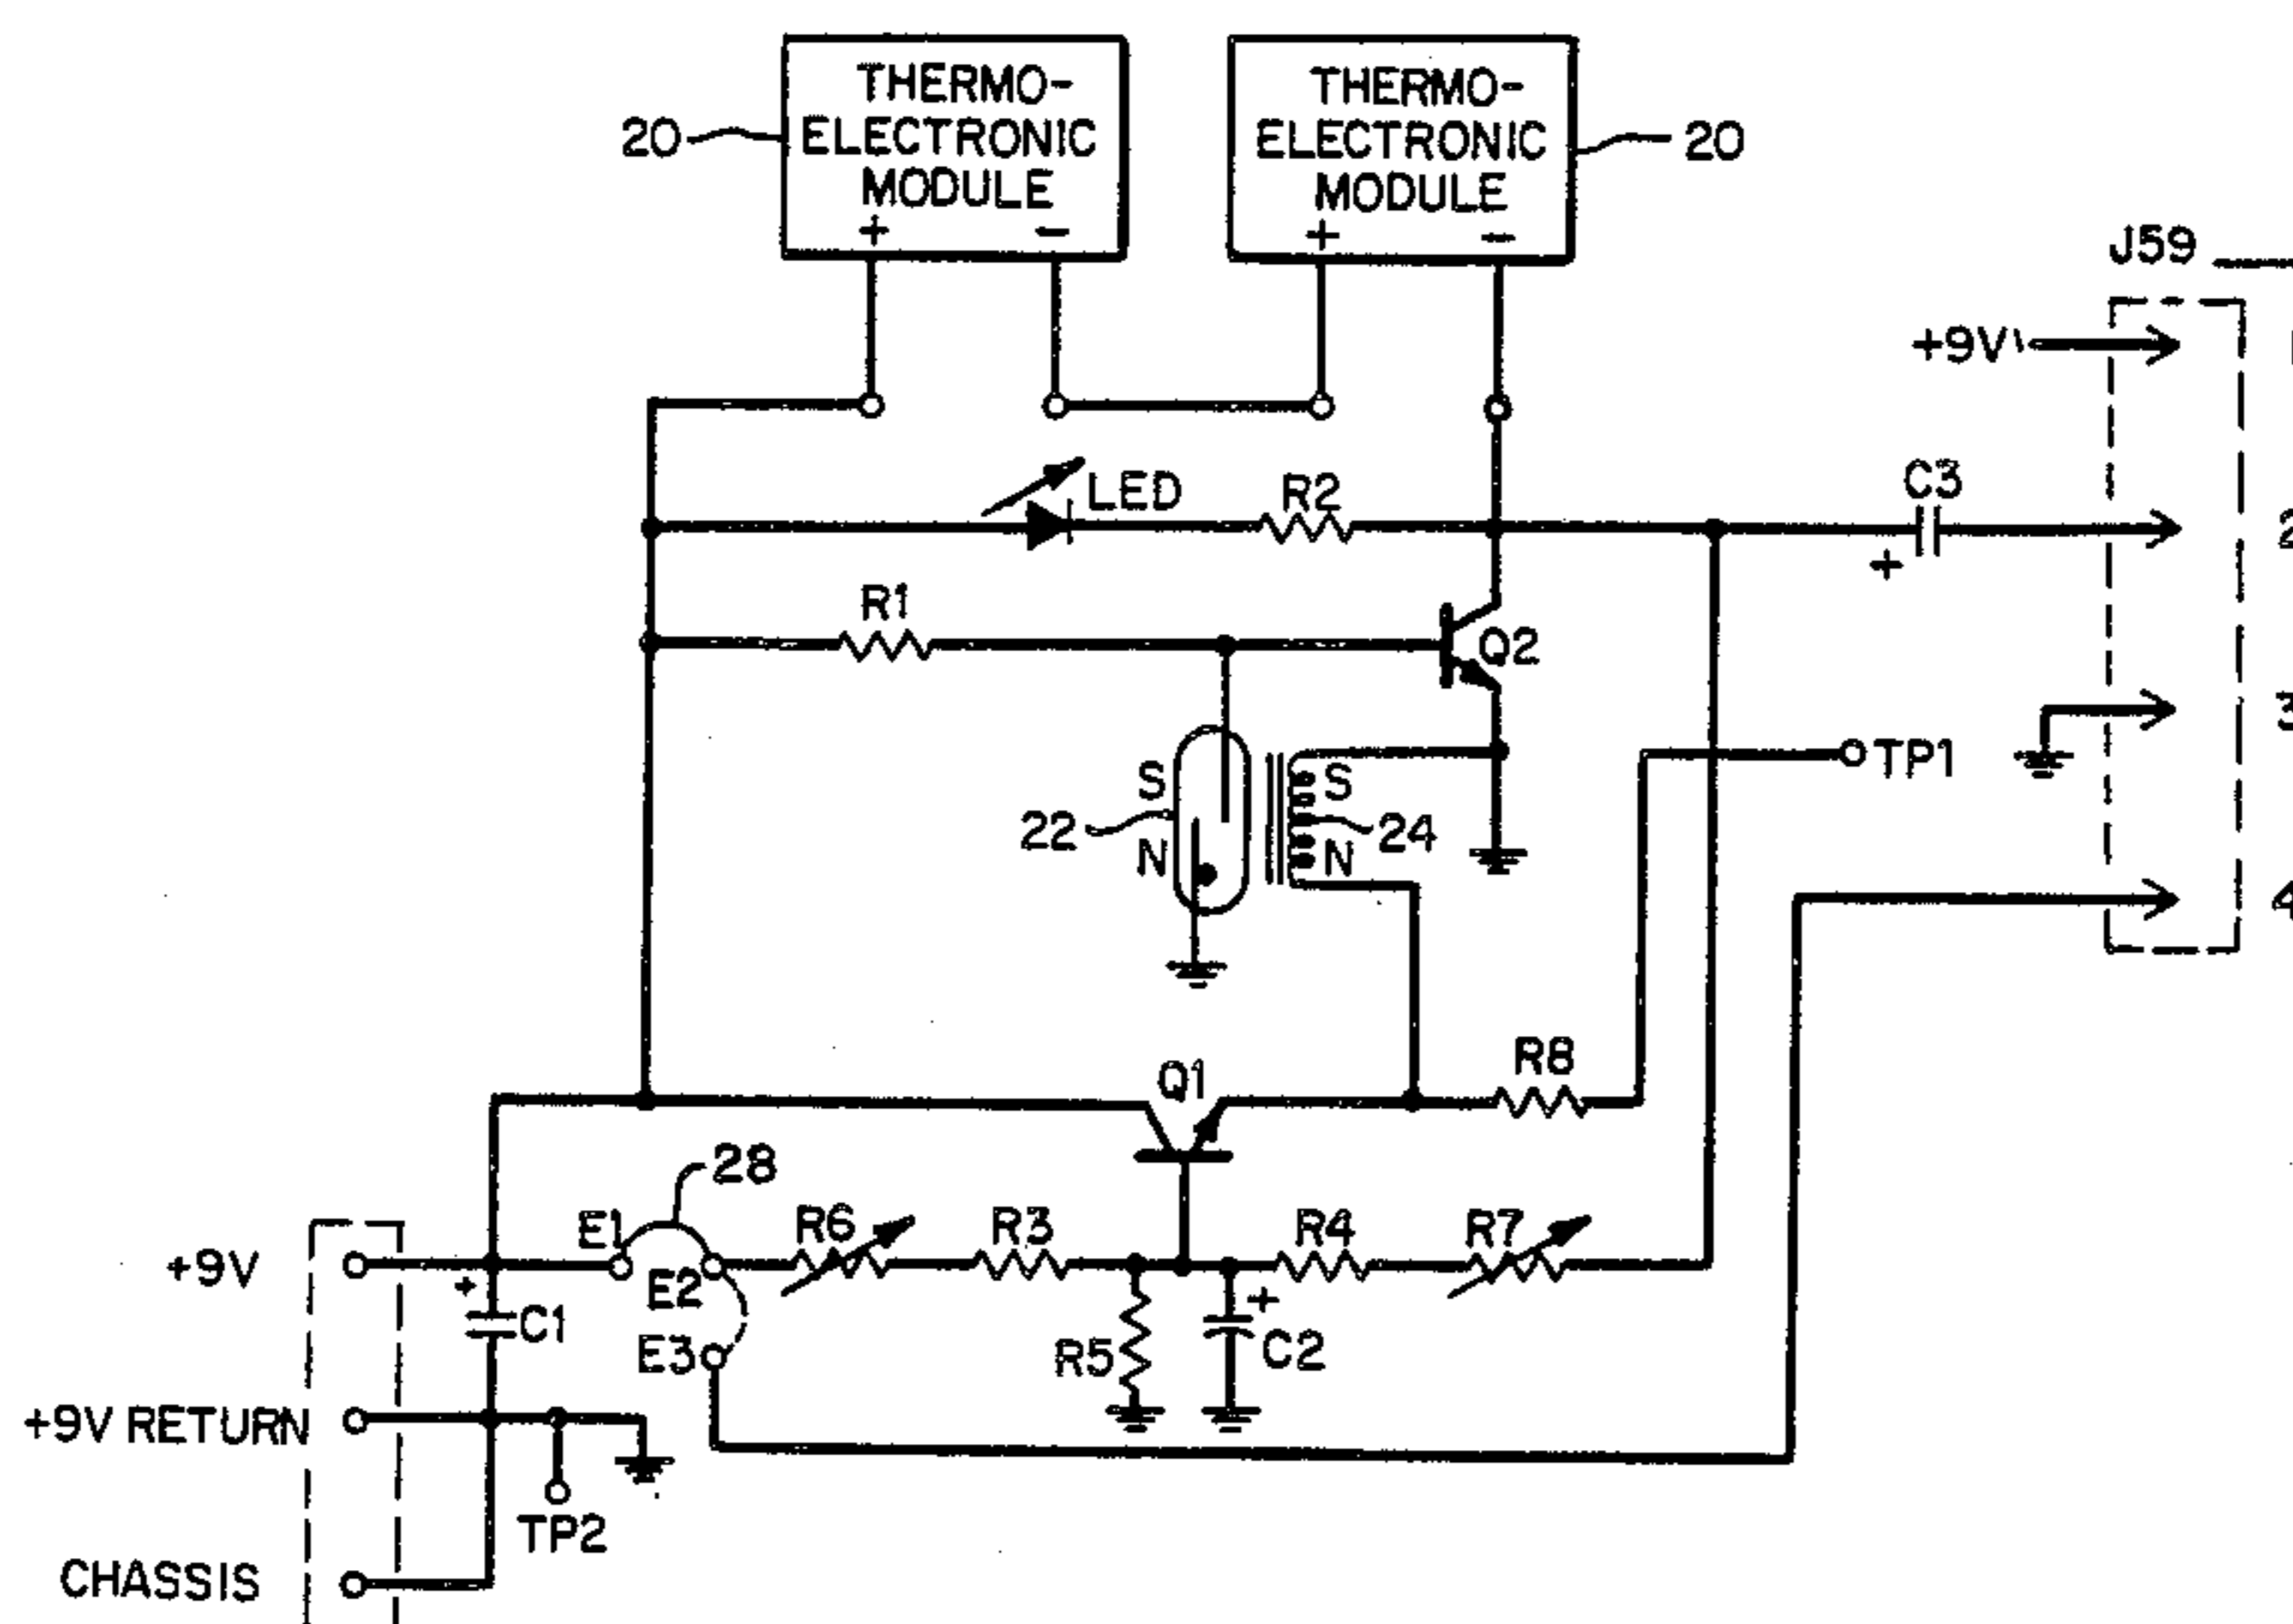 THERMO-
ELECTRONIC
MODULE
+ -
THERMO-
ELECTRONIC
MODULE
+ -
20
20
J59
+9V
LED
R2
C3
+
2
R1
Q2
3
S
N
22
S
N
24
TP1
4
Q1
R8
28
+9V
+
C1
E1
E2
E3
R6
R3
R4
R7
R5
+
C2
+9V RETURN
TP2
CHASSIS